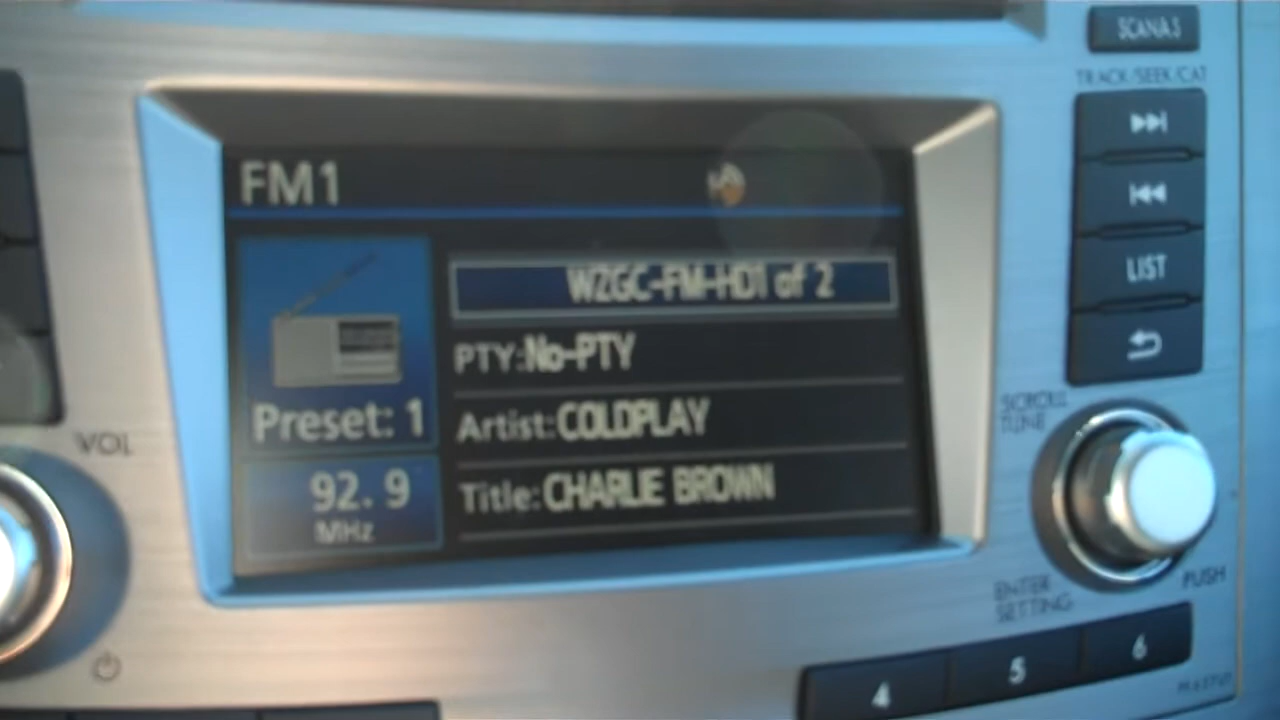 SCAN/A.S
TRACK/SEEK/CAT
FM1
WZGC-FM-HD1 of 2
LIST
PTY:No-PTY
Preset: 1
Artist:COLDPLAY
SCROLL
TUNE
VOL
92.9
MHz
Title:CHARLIE BROWN
ENTER
SETTING
PUSH
4
5
6